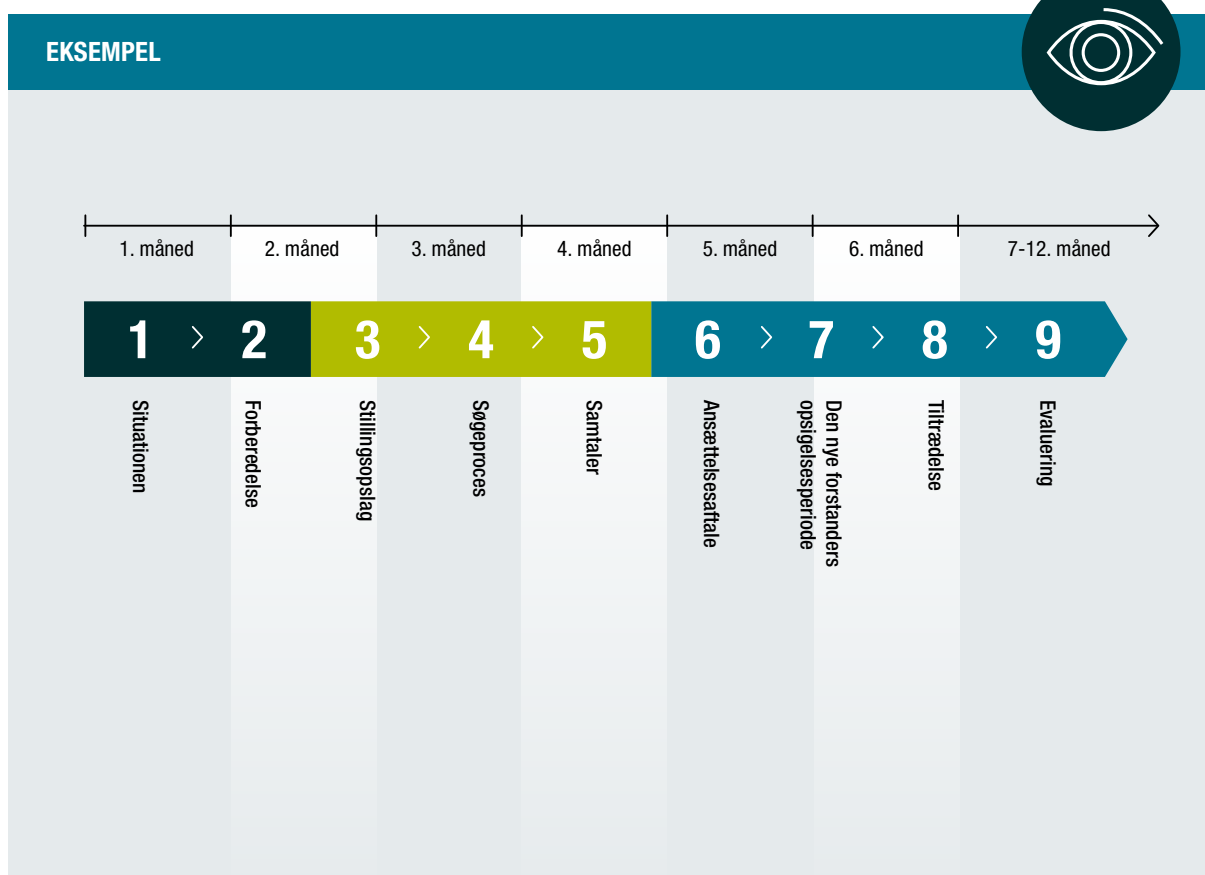 EKSEMPEL
1. måned
2. måned
3. måned
4. måned
5. måned
6. måned
7-12. måned
1
2
3
4
5
6
7
8
9
Situationen
Forberedelse
Stillingsopslag
Søgeproces
Samtaler
Ansættelsesaftale
Den nye forstanders
opsigelsesperiode
Tiltrædelse
Evaluering